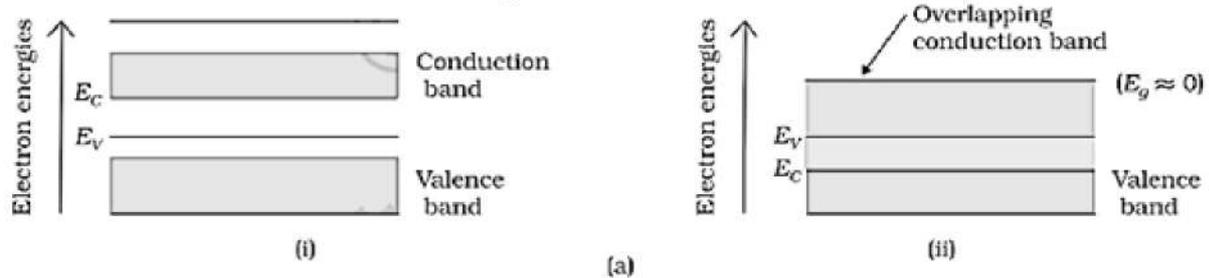 Electron energies
Conduction
band
E_C
E_V
Valence
band
(i)
Electron energies
Overlapping
conduction band
(E_g ≈ 0)
E_V
E_C
Valence
band
(ii)
(a)